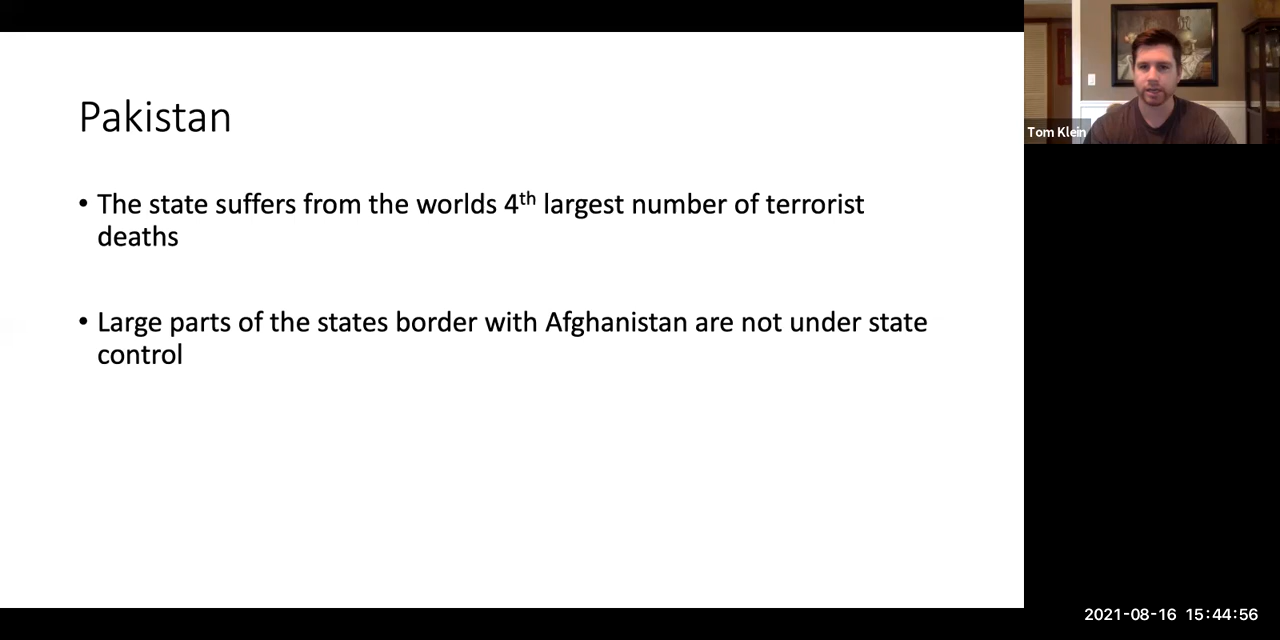 Pakistan
• The state suffers from the worlds 4th largest number of terrorist
deaths
• Large parts of the states border with Afghanistan are not under state
control
Tom Klein
2021-08-16 15:44:56